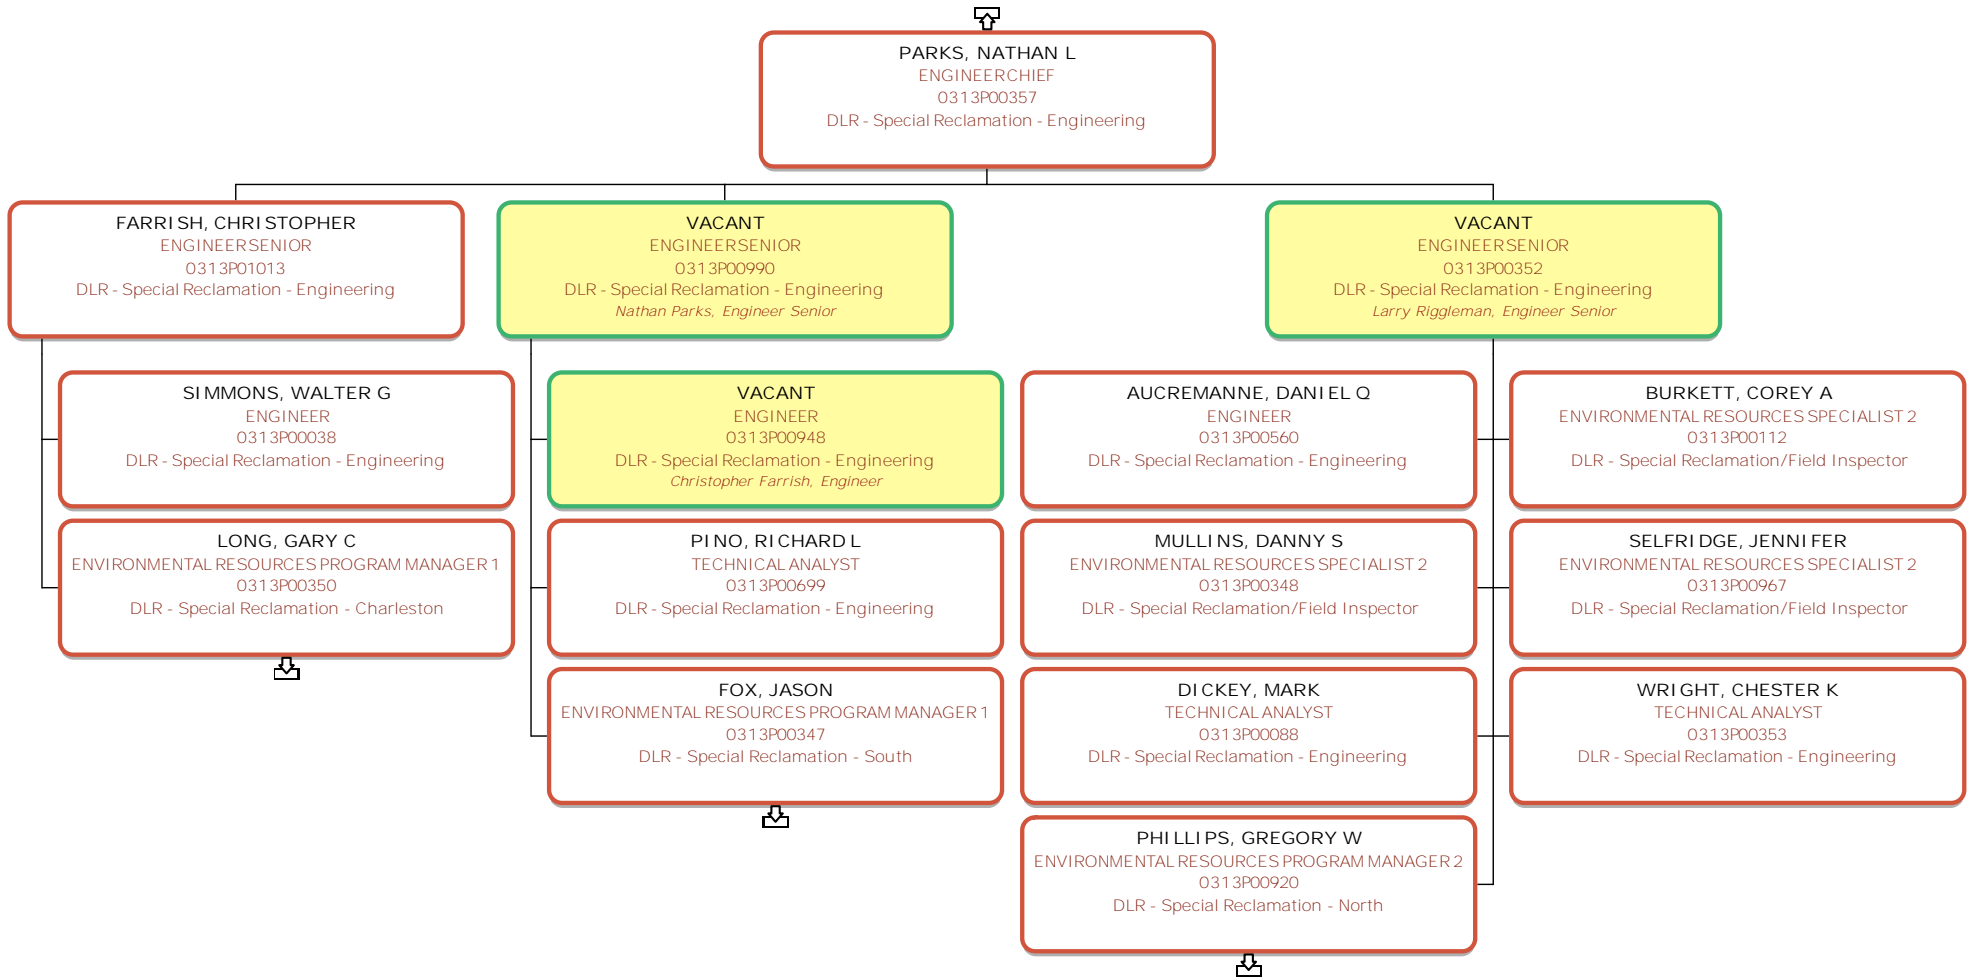 PARKS, NATHAN L
ENGINEER CHIEF
0313P00357
DLR - Special Reclamation - Engineering
FARRISH, CHRISTOPHER
ENGINEER SENIOR
0313P01013
DLR - Special Reclamation - Engineering
VACANT
ENGINEER SENIOR
0313P00990
DLR - Special Reclamation - Engineering
Nathan Parks, Engineer Senior
VACANT
ENGINEER SENIOR
0313P00352
DLR - Special Reclamation - Engineering
Larry Riggleman, Engineer Senior
SIMMONS, WALTER G
ENGINEER
0313P00038
DLR - Special Reclamation - Engineering
LONG, GARY C
ENVIRONMENTAL RESOURCES PROGRAM MANAGER 1
0313P00350
DLR - Special Reclamation - Charleston
VACANT
ENGINEER
0313P00948
DLR - Special Reclamation - Engineering
Christopher Farrish, Engineer
PINO, RICHARD L
TECHNICAL ANALYST
0313P00699
DLR - Special Reclamation - Engineering
FOX, JASON
ENVIRONMENTAL RESOURCES PROGRAM MANAGER 1
0313P00347
DLR - Special Reclamation - South
AUCREMANNE, DANIEL Q
ENGINEER
0313P00560
DLR - Special Reclamation - Engineering
BURKETT, COREY A
ENVIRONMENTAL RESOURCES SPECIALIST 2
0313P00112
DLR - Special Reclamation/Field Inspector
MULLINS, DANNY S
ENVIRONMENTAL RESOURCES SPECIALIST 2
0313P00348
DLR - Special Reclamation/Field Inspector
SELFRIDGE, JENNIFER
ENVIRONMENTAL RESOURCES SPECIALIST 2
0313P00967
DLR - Special Reclamation/Field Inspector
DICKEY, MARK
TECHNICAL ANALYST
0313P00088
DLR - Special Reclamation - Engineering
WRIGHT, CHESTER K
TECHNICAL ANALYST
0313P00353
DLR - Special Reclamation - Engineering
PHILLIPS, GREGORY W
ENVIRONMENTAL RESOURCES PROGRAM MANAGER 2
0313P00920
DLR - Special Reclamation - North